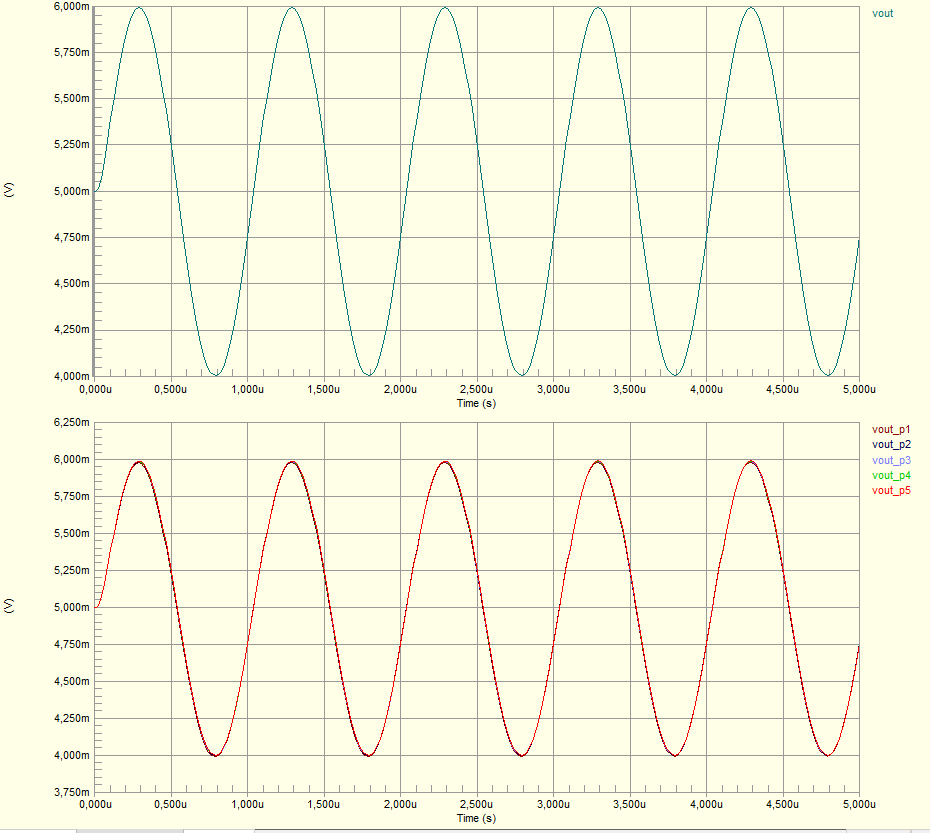 6,000m
vout
5,750m
5,500m
5,250m
(V)
5,000m
4,750m
4,500m
4,250m
4,000m
0,000u 0,500u 1,000u 1,500u 2,000u 2,500u 3,000u 3,500u 4,000u 4,500u 5,000u
Time (s)
6,250m
vout_p1
vout_p2
6,000m
vout_p3
vout_p4
vout_p5
5,750m
5,500m
5,250m
(V)
5,000m
4,750m
4,500m
4,250m
4,000m
3,750m
0,000u 0,500u 1,000u 1,500u 2,000u 2,500u 3,000u 3,500u 4,000u 4,500u 5,000u
Time (s)